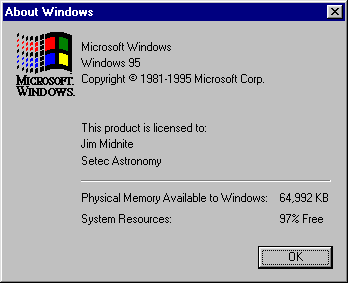 About Windows
MICROSOFT.
WINDOWS.
Microsoft Windows
Windows 95
Copyright © 1981-1995 Microsoft Corp.
This product is licensed to:
Jim Midnite
Setec Astronomy
Physical Memory Available to Windows: 64,992 KB
System Resources: 97% Free
OK